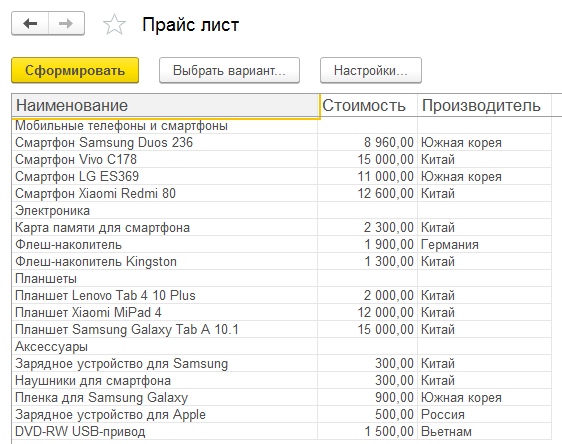 Прайс лист
Сформировать Выбрать вариант... Настройки...
Наименование Стоимость Производитель
Мобильные телефоны и смартфоны
Смартфон Samsung Duos 236 8 960,00 Южная корея
Смартфон Vivo C178 15 000,00 Китай
Смартфон LG ES369 11 000,00 Южная корея
Смартфон Xiaomi Redmi 80 12 600,00 Китай
Электроника
Карта памяти для смартфона 2 300,00 Китай
Флеш-наколитель 1 900,00 Германия
Флеш-накопитель Kingston 1 300,00 Китай
Планшеты
Планшет Lenovo Tab 4 10 Plus 2 000,00 Китай
Планшет Xiaomi MiPad 4 12 000,00 Китай
Планшет Samsung Galaxy Tab A 10.1 15 000,00 Китай
Аксессуары
Зарядное устройство для Samsung 300,00 Китай
Наушники для смартфона 300,00 Китай
Пленка для Samsung Galaxy 900,00 Южная корея
Зарядное устройство для Apple 500,00 Россия
DVD-RW USB-привод 1 500,00 Вьетнам